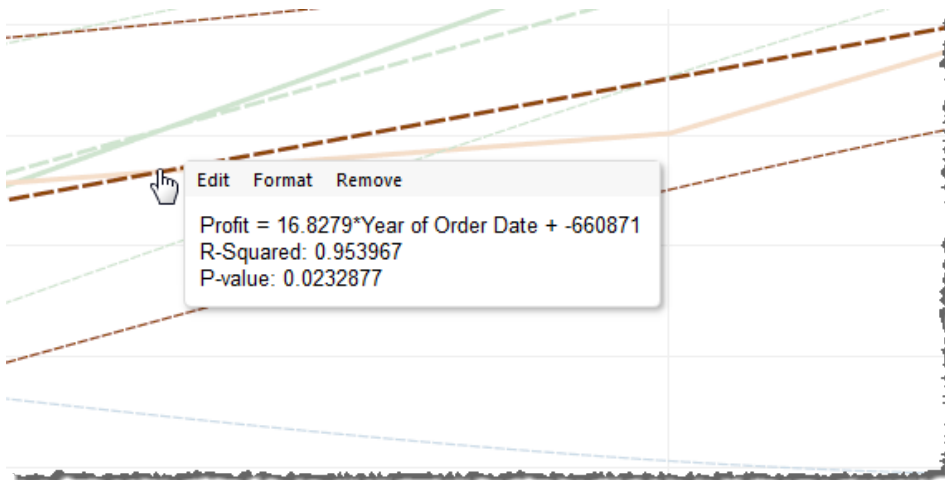 Edit Format Remove
Profit = 16.8279*Year of Order Date + -660871
R-Squared: 0.953967
P-value: 0.0232877